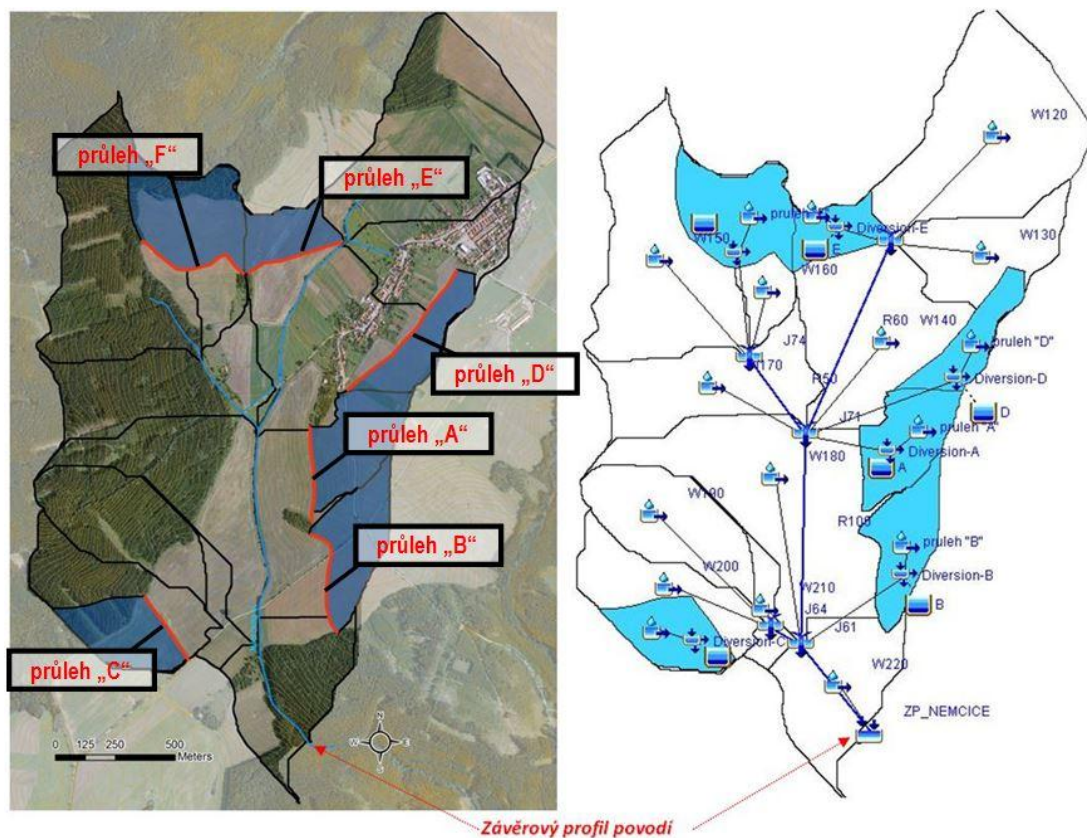 průleh „F“
průleh „E“
průleh „D“
průleh „A“
průleh „B“
průleh „C“
0 125 250 500
Meters
N
W E
S
W120
pruleh
Diversion-E
W150
E
W130
W160
W140
R60
J74
pruleh "D"
W170
R50
Diversion-D
D
J71
pruleh "A"
W180
Diversion-A
A
W190
R100
pruleh "B"
W200
Diversion-B
W210
B
J64
J61
Diversion-C
W220
ZP_NEMCICE
Závěrový profil povodí